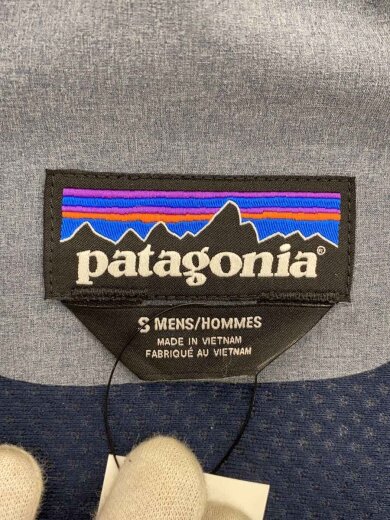 patagonia®
S MENS/HOMMES
MADE IN VIETNAM
FABRIQUÉ AU VIETNAM